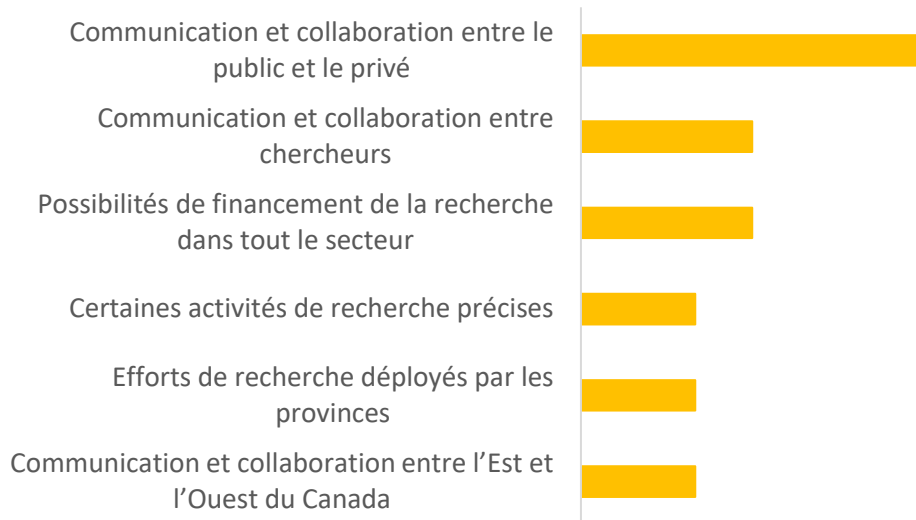 Communication et collaboration entre le
public et le privé
Communication et collaboration entre
chercheurs
Possibilités de financement de la recherche
dans tout le secteur
Certaines activités de recherche précises
Efforts de recherche déployés par les
provinces
Communication et collaboration entre l’Est et
l’Ouest du Canada